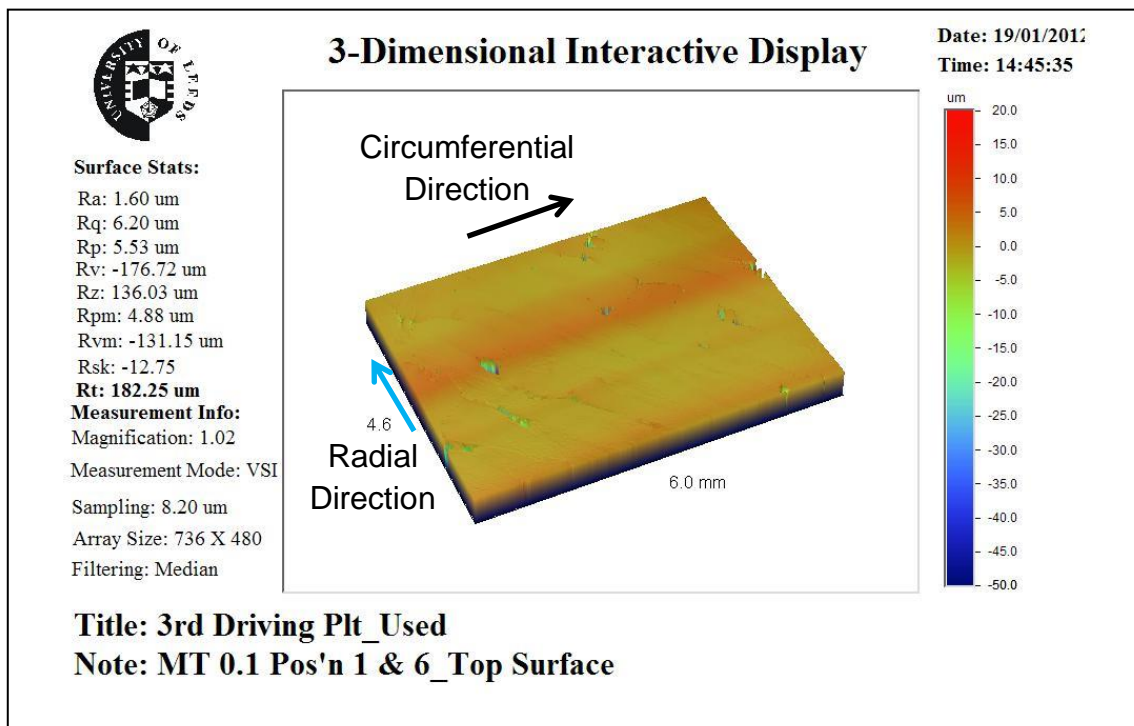 UNIVERSITY OF LEEDS
3-Dimensional Interactive Display
Date: 19/01/2012
Time: 14:45:35
Surface Stats:
Ra: 1.60 um
Rq: 6.20 um
Rp: 5.53 um
Rv: -176.72 um
Rz: 136.03 um
Rpm: 4.88 um
Rvm: -131.15 um
Rsk: -12.75
Rt: 182.25 um
Measurement Info:
Magnification: 1.02
Measurement Mode: VSI
Sampling: 8.20 um
Array Size: 736 X 480
Filtering: Median
Circumferential
Direction
4.6
Radial
Direction
6.0 mm
um
20.0
15.0
10.0
5.0
0.0
-5.0
-10.0
-15.0
-20.0
-25.0
-30.0
-35.0
-40.0
-45.0
-50.0
Title: 3rd Driving Plt_Used
Note: MT 0.1 Pos'n 1 & 6_Top Surface